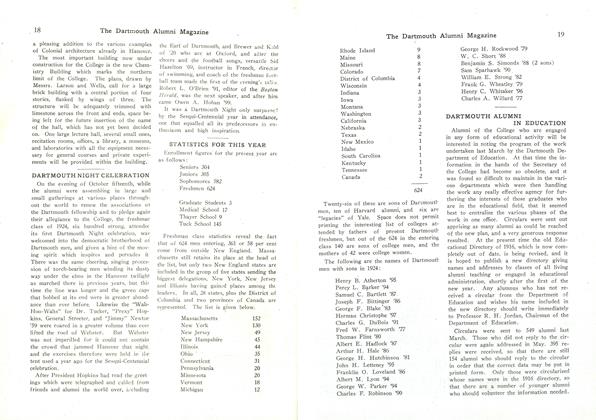 18
The Dartmouth Alumni Magazine
a pleasing addition to the various examples
of Colonial architecture already in Hanover.
The most important building now under
construction for the College is the new Chem-
istry Building which marks the northern
limit of the College. The plans, drawn by
Messrs. Larson and Wells, call for a large
brick building with a central portion of four
stories, flanked by wings of three. The
structure will be adequately trimmed with
limestone across the front and ends, space be-
ing left for the future insertion of the name
of the hall, which has not yet been decided
on. One large lecture hall, several small ones,
recitation rooms, offices, a library, a museum,
and laboratories with all the equipment neces-
sary for general courses and private experi-
ments will be provided within the building.
DARTMOUTH NIGHT CELEBRATION
On the evening of October fifteenth, while
the alumni were assembling in large and
small gatherings at various places through-
out the world to renew the associations of
the Dartmouth fellowship and to pledge again
their allegiance to the College, the freshman
class of 1924, six hundred strong, attended
its first Dartmouth Night celebration, was
welcomed into the democratic brotherhood of
Dartmouth men, and given a hint of the mov-
ing spirit which inspires and pervades it.
There was the same cheering, singing proces-
sion of torch-bearing men winding its dusty
way under the skies in the Hanover twilight
as marched there in previous years, but this
time the line was longer and the green caps
that bobbed at its end were in greater abund-
ance than ever before. Likewise the "Wah-
Hoo-Wahs" for Dr. Tucker, "Prexy" Hop-
kins, General Streeter, and "Jimmy" Newton
'99 were roared in a greater volume than ever
lifted the roof of Webster. But Webster
was not imperilled for it could not contain
the crowd that jammed Hanover that night
and the exercises therefore were held in the
tent used a year ago for the Sesqui-Centennial
celebration.
After President Hopkins had read the greet-
ings which were telegraphed and cabled from
friends and alumni the world over, including
the Earl of Dartmouth, and Brewer and Kidd
of '20 who are at Oxford, and after the
cheers and the football songs, versatile Sid
Hazelton '09, instructor in French, director
of swimming, and coach of the freshman foot-
ball team made the first of the evening's talks.
Robert L. O'Brien '91, editor of the Boston
Herald, was the next speaker, and after him
came Owen A. Hoban '99.
It was a Dartmouth Night only surpassed
by the Sesqui-Centennial year in attendance,
one that equalled all its predecessors in en-
thusiasm and high inspiration.
STATISTICS FOR THIS YEAR
Enrollment figures for the present year are
as follows:
Seniors 304
Juniors 305
Sophomores 582
Freshmen 624
Graduate Students 3
Medical School 17
Thayer School 9
Tuck School 145
Freshman class statistics reveal the fact
that of 624 men entering, 361 or 58 per cent
come from outside New England. Massa-
chusetts still retains its place at the head of
the list, but only two New England states are
included in the group of five states sending the
biggest delegations, New York, New Jersey
and Illinois having gained places among the
leaders. In all, 28 states, plus the District of
Columbia and two provinces of Canada are
represented. The list is given below:
Massachusetts 152
New York 130
New Jersey 49
New Hampshire 45
Illinois 44
Ohio 35
Connecticut 31
Pennsylvania 20
Minnesota 20
Vermont 18
Michigan 12
The Dartmouth Alumni Magazine
19
Rhode Island 9
Maine 8
Missouri 8
Colorado 7
District of Columbia 4
Wisconsin 4
Indiana 3
Iowa 3
Montana 3
Washington 3
California 3
Nebraska 2
Texas 2
New Mexico 1
Idaho 1
South Carolina 1
Kentucky 1
Tennessee 1
Canada 2
624
Twenty-six of these are sons of Dartmouth
men, ten of Harvard alumni, and six are
"legacies" of Yale. Space does not permit
printing the interesting list of colleges at-
tended by fathers of present Dartmouth
freshmen, but out of the 624 in the entering
class 140 are sons of college men, and the
mothers of 42 were college women.
The following are the names of Dartmouth
men with sons in 1924:
Henry B. Atherton '95
Percy L. Barker '94
Samuel C. Bartlett '87
Joseph F. Bittinger '86
George F. Blake '83
Herman Christophe '97
Charles G. DuBois '91
Fred W. Farnsworth '77
Thomas Flint '80
Albert E. Hadlock '87
Arthur H. Hale '86
George H. Hutchinson '81
John H. Letteney '95
Franklin O. Loveland '86
Albert M. Lyon '94
George W. Parker '94
Charles F. Robinson '90
George H. Rockwood '79
W. C. Short '88
Benjamin S. Simonds '88 (2 sons)
Sam Sparhawk '90
William E. Strong '82
Frank G. Wheatley '79
Henry C. Whitaker '96
Charles A. Willard '77
DARTMOUTH ALUMNI
IN EDUCATION
Alumni of the College who are engaged
in any form of educational activity will be
interested in noting the program of the work
undertaken last March by the Dartmouth De-
partment of Education. At that time the in-
formation in the hands of the Secretary of
the College had become so obsolete, and it
was found so difficult to maintain in the vari-
ous departments which were then handling
the work any really effective agency for fur-
thering the interests of those graduates who
are in the educational field, that it seemed
best to centralize the various phases of the
work in one office. Circulars were sent out
apprising as many alumni as could be reached
of the new plan, and a very generous response
resulted. At the present time the old Edu-
cational Directory of 1916, which is now com-
pletely out of date, is being revised, and it
is hoped to publish a new directory giving
names and addresses by classes of all living
alumni teaching or engaged in educational
administration, shortly after the first of the
new year. Any alumnus who has not re-
ceived a circular from the Department of
Education and wishes his name included in
the new directory should write immediately
to Professor R. H. Jordan, Chairman of the
Department of Education.
Circulars were sent to 549 alumni last
March. Those who did not reply to the cir-
cular were again addressed in May. 395 re-
plies were received, so that there are still
154 alumni who should reply to the circular
in order that the correct data may be put in
printed form. Only those were circularized
whose names were in the 1916 directory, so
that there are a number of younger alumni
who should volunteer the information needed.